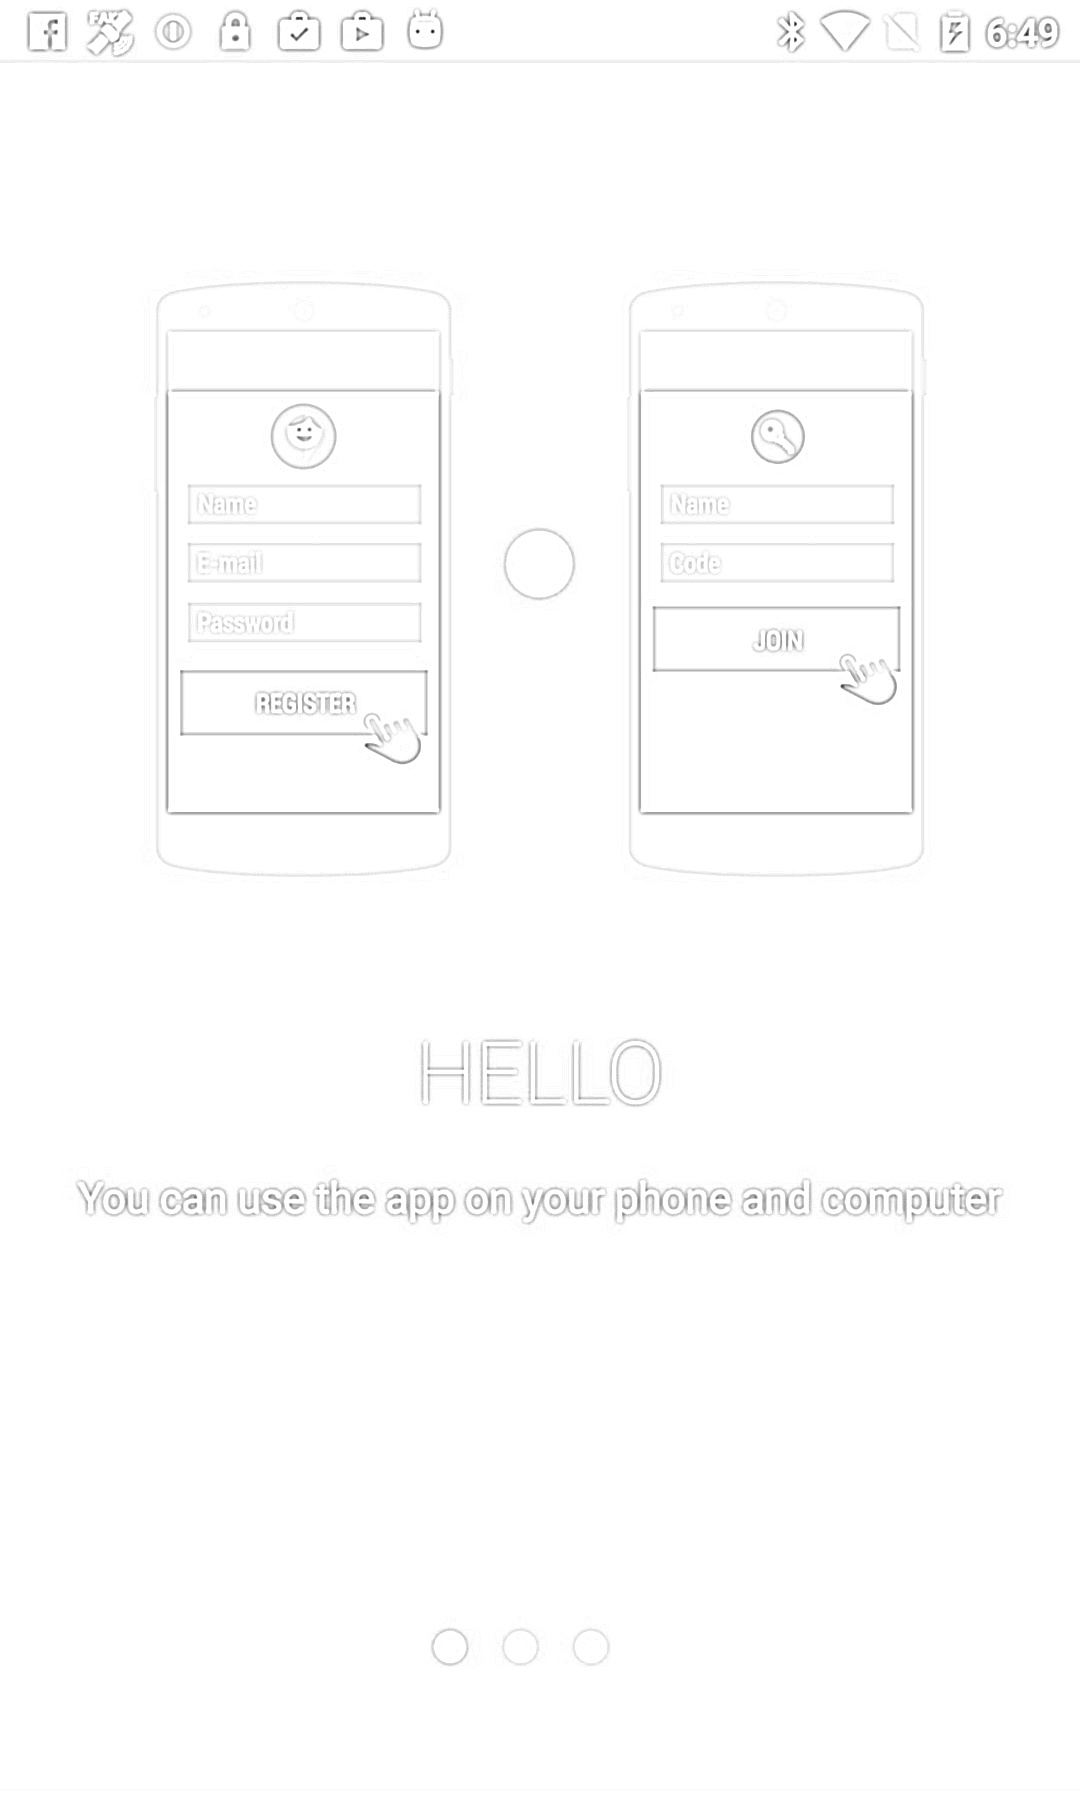 FAV
6:49
Name
E-mail
Password
REGISTER
Name
Code
JOIN
HELLO
You can use the app on your phone and computer